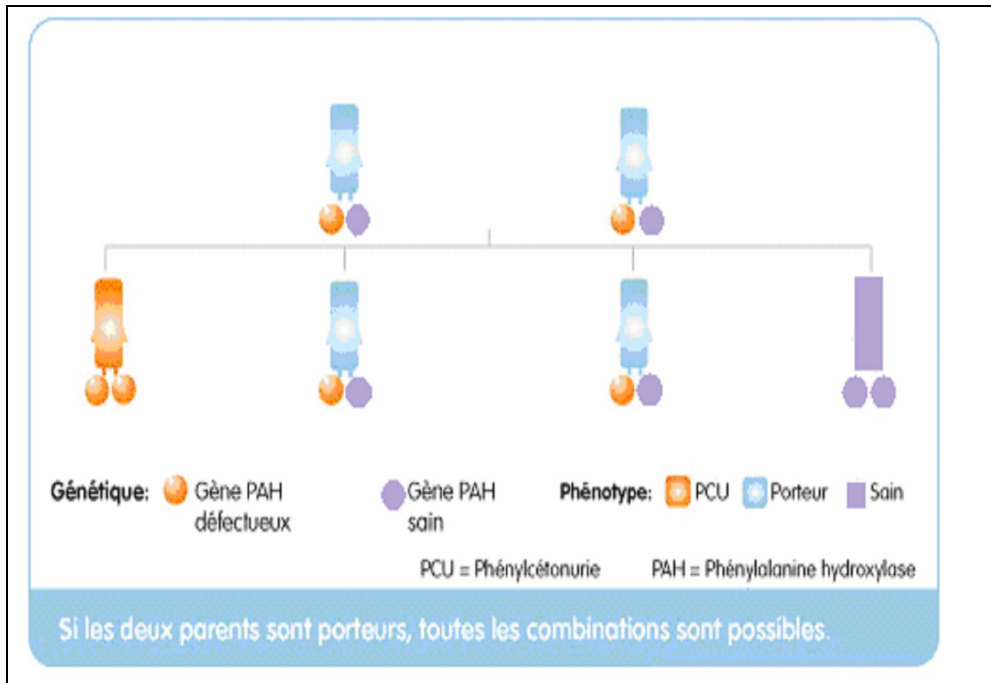 Génétique: Gène PAH défectueux Gène PAH sain Phénotype: PCU Porteur Sain
PCU = Phénylcétonurie PAH = Phénylalanine hydroxylase
Si les deux parents sont porteurs, toutes les combinations sont possibles.